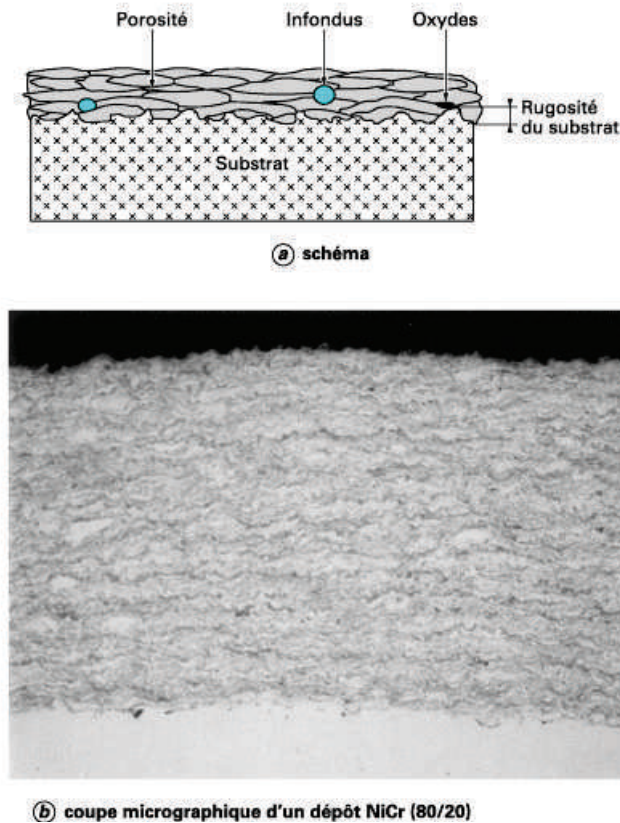 Porosité Infondus Oxydes
Rugosité
du substrat
Substrat
a schéma
b coupe micrographique d'un dépôt NiCr (80/20)